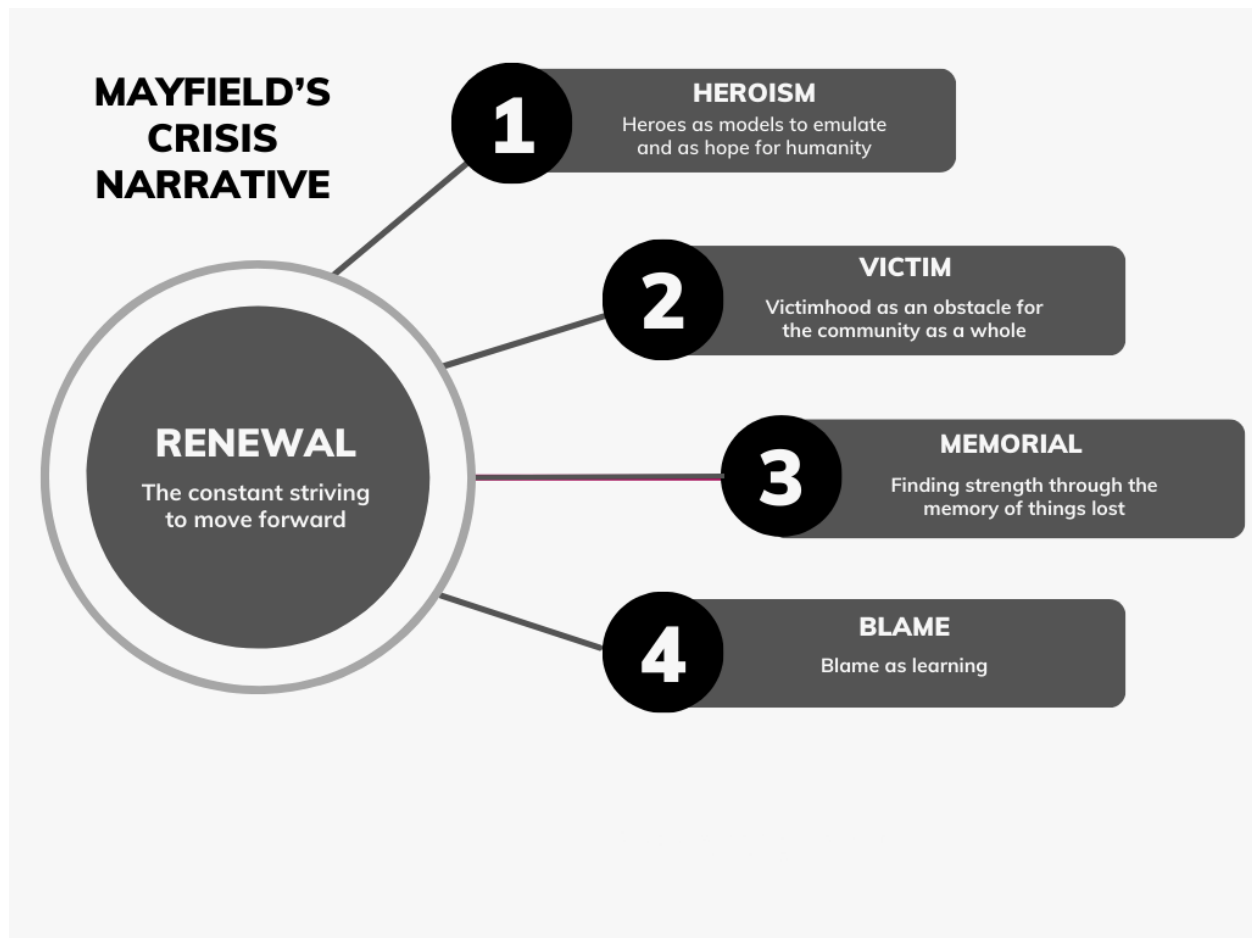 MAYFIELD’S
CRISIS
NARRATIVE
1
HEROISM
Heroes as models to emulate
and as hope for humanity
2
VICTIM
Victimhood as an obstacle for
the community as a whole
RENEWAL
The constant striving
to move forward
3
MEMORIAL
Finding strength through the
memory of things lost
4
BLAME
Blame as learning